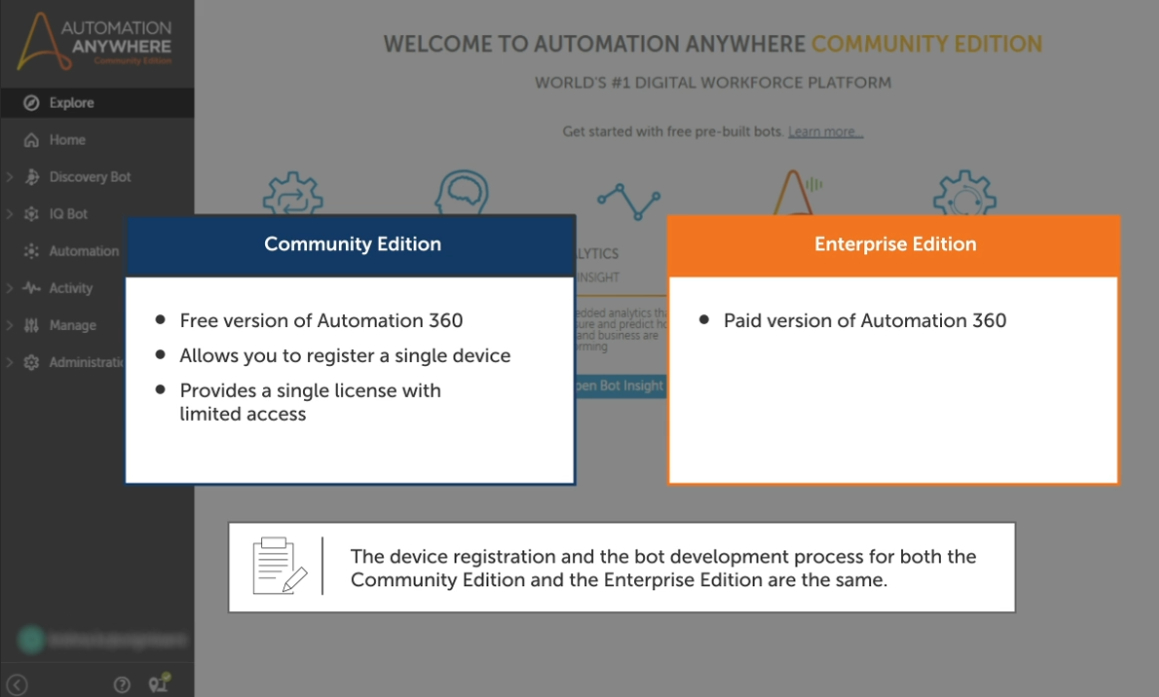 AUTOMATION
ANYWHERE
Community Edition
WELCOME TO AUTOMATION ANYWHERE COMMUNITY EDITION
WORLD'S #1 DIGITAL WORKFORCE PLATFORM
Get started with free pre-built bots. Learn more...
Explore
Home
Discovery Bot
IQ Bot
Automation
Activity
Manage
Administratio
Community Edition
Free version of Automation 360
Allows you to register a single device
Provides a single license with
limited access
LYTICS
INSIGHT
edded analytics tha
sure and predict ho
and business are
orming
pen Bot Insight
Enterprise Edition
Paid version of Automation 360
The device registration and the bot development process for both the
Community Edition and the Enterprise Edition are the same.